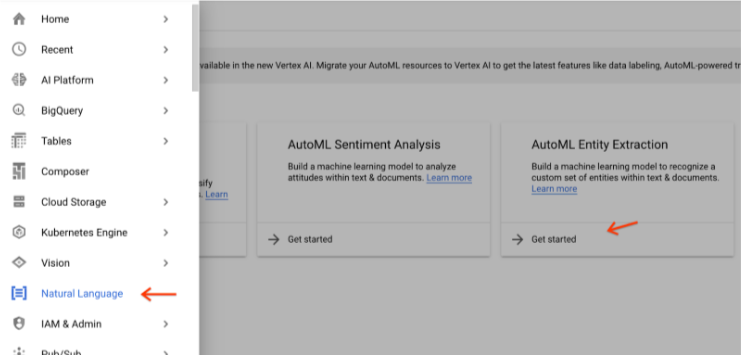 Home
Recent
AI Platform
BigQuery
Tables
Composer
Cloud Storage
Kubernetes Engine
Vision
Natural Language
IAM & Admin
Pub/Sub
available in the new Vertex AI. Migrate your AutoML resources to Vertex AI to get the latest features like data labeling, AutoML-powered tr
sify
. Learn
AutoML Sentiment Analysis
Build a machine learning model to analyze
attitudes within text & documents. Learn more
Get started
AutoML Entity Extraction
Build a machine learning model to recognize a
custom set of entities within text & documents.
Learn more
Get started